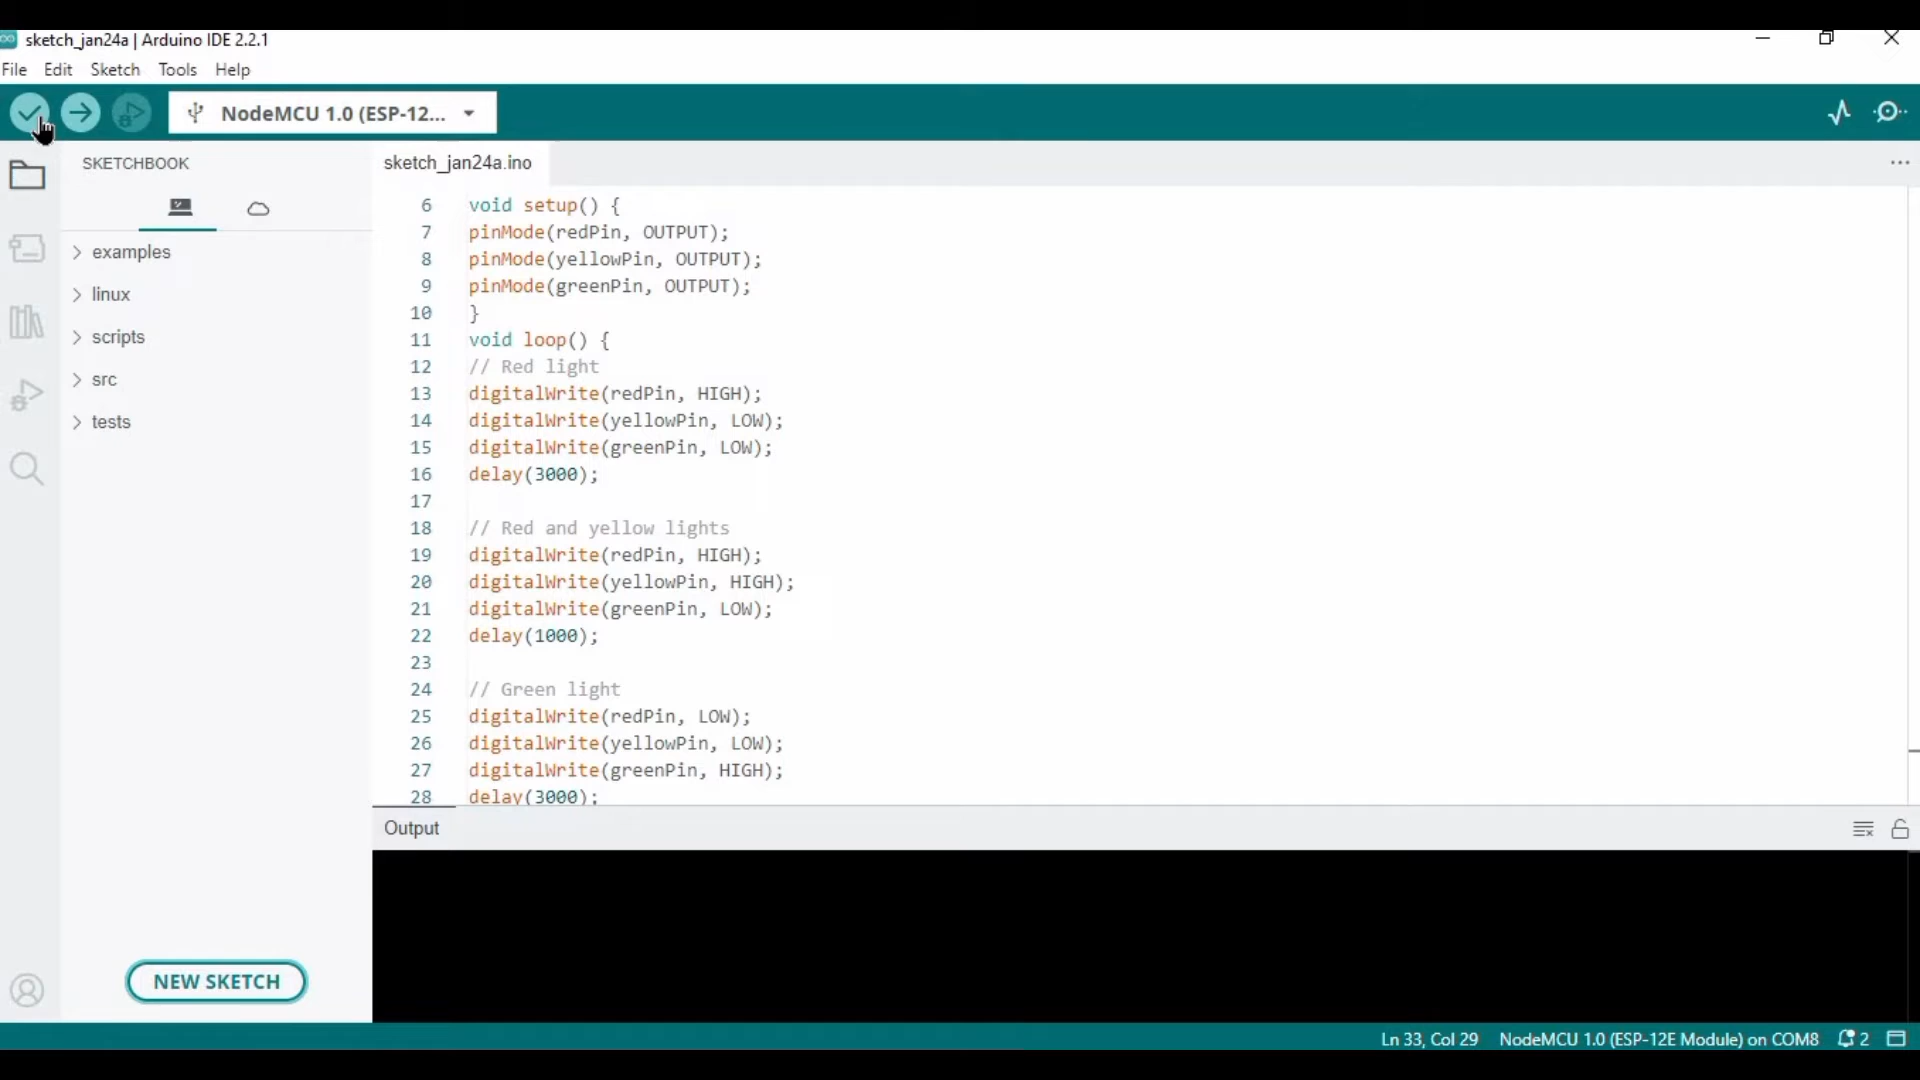 sketch_jan24a | Arduino IDE 2.2.1
File Edit Sketch Tools Help
NodeMCU 1.0 (ESP-12...
SKETCHBOOK
examples
linux
scripts
src
tests
NEW SKETCH
sketch_jan24a.ino
6 void setup() {
7 pinMode(redPin, OUTPUT);
8 pinMode(yellowPin, OUTPUT);
9 pinMode(greenPin, OUTPUT);
10 }
11 void loop() {
12 // Red light
13 digitalWrite(redPin, HIGH);
14 digitalWrite(yellowPin, LOW);
15 digitalWrite(greenPin, LOW);
16 delay(3000);
17
18 // Red and yellow lights
19 digitalWrite(redPin, HIGH);
20 digitalWrite(yellowPin, HIGH);
21 digitalWrite(greenPin, LOW);
22 delay(1000);
23
24 // Green light
25 digitalWrite(redPin, LOW);
26 digitalWrite(yellowPin, LOW);
27 digitalWrite(greenPin, HIGH);
28 delay(3000);
Output
Ln 33, Col 29 NodeMCU 1.0 (ESP-12E Module) on COM8 2